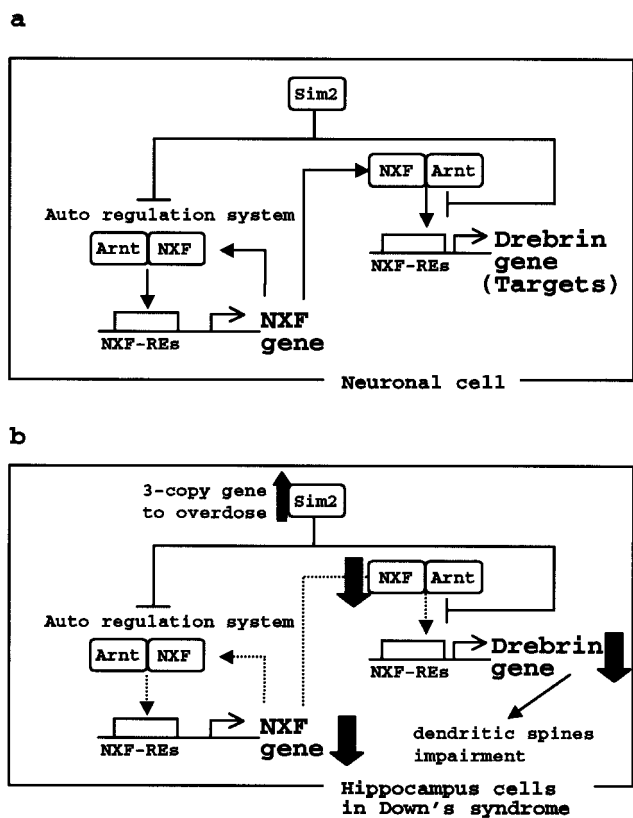 a
Sim2
NXF Arnt
Auto regulation system
Arnt NXF
Drebrin
gene
(Targets)
NXF-REs
NXF
gene
NXF-REs
Neuronal cell
b
3-copy gene
to overdose
Sim2
NXF Arnt
Auto regulation system
Arnt NXF
Drebrin
gene
NXF-REs
NXF
gene
NXF-REs
dendritic spines
impairment
Hippocampus cells
in Down's syndrome